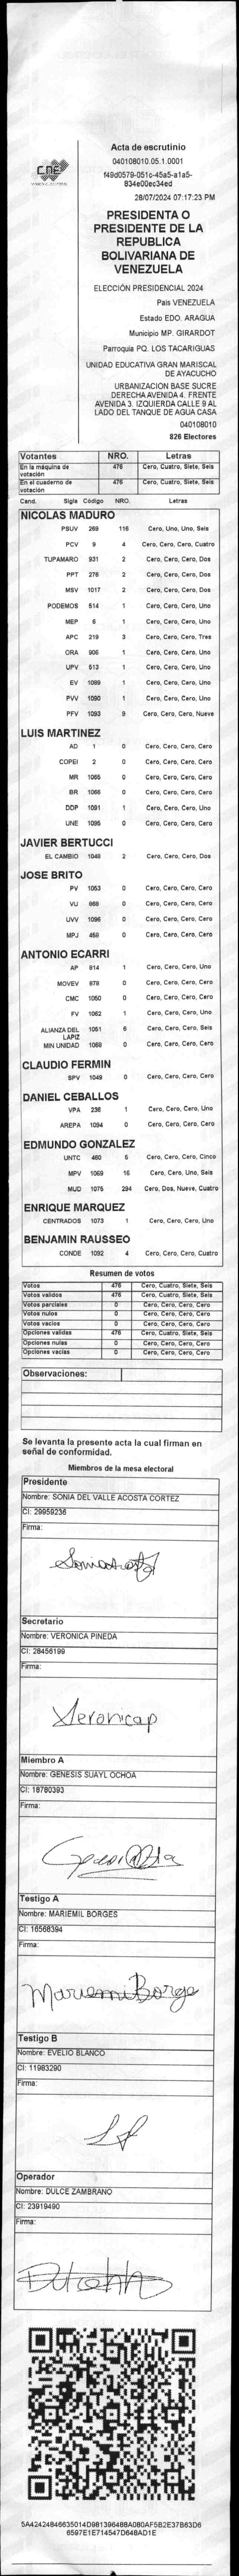 CNE
Acta de escrutinio
040108010.05.1.0001
f49d0579-051c-45a5-a1a5-
834e00ec34ed
28/07/2024 07:17:23 PM
PRESIDENTA O
PRESIDENTE DE LA
REPUBLICA
BOLIVARIANA DE
VENEZUELA
ELECCIÓN PRESIDENCIAL 2024
Pais VENEZUELA
Estado EDO. ARAGUA
Municipio MP. GIRARDOT
Parroquia PQ. LOS TACARIGUAS
UNIDAD EDUCATIVA GRAN MARISCAL
DE AYACUCHO
URBANIZACION BASE SUCRE
DERECHA AVENIDA 4. FRENTE
AVENIDA 3. IZQUIERDA CALLE 9 AL
LADO DEL TANQUE DE AGUA CASA
040108010
826 Electores
Votantes NRO. Letras
En la máquina de votación 476 Cero, Cuatro, Siete, Seis
En el cuaderno de votación 476 Cero, Cuatro, Siete, Seis
Cand. Sigla Código NRO. Letras
NICOLAS MADURO
PSUV 269 116 Cero, Uno, Uno, Seis
PCV 9 4 Cero, Cero, Cero, Cuatro
TUPAMARO 931 2 Cero, Cero, Cero, Dos
PPT 276 2 Cero, Cero, Cero, Dos
MSV 1017 2 Cero, Cero, Cero, Dos
PODEMOS 514 1 Cero, Cero, Cero, Uno
MEP 6 1 Cero, Cero, Cero, Uno
APC 219 3 Cero, Cero, Cero, Tres
ORA 906 1 Cero, Cero, Cero, Uno
UPV 513 1 Cero, Cero, Cero, Uno
EV 1089 1 Cero, Cero, Cero, Uno
PVV 1090 1 Cero, Cero, Cero, Uno
PFV 1093 9 Cero, Cero, Cero, Nueve
LUIS MARTINEZ
AD 1 0 Cero, Cero, Cero, Cero
COPEI 2 0 Cero, Cero, Cero, Cero
MR 1065 0 Cero, Cero, Cero, Cero
BR 1066 0 Cero, Cero, Cero, Cero
DDP 1091 1 Cero, Cero, Cero, Uno
UNE 1095 0 Cero, Cero, Cero, Cero
JAVIER BERTUCCI
EL CAMBIO 1048 2 Cero, Cero, Cero, Dos
JOSE BRITO
PV 1053 0 Cero, Cero, Cero, Cero
VU 868 0 Cero, Cero, Cero, Cero
UVV 1096 0 Cero, Cero, Cero, Cero
MPJ 458 0 Cero, Cero, Cero, Cero
ANTONIO ECARRI
AP 814 1 Cero, Cero, Cero, Uno
MOVEV 878 0 Cero, Cero, Cero, Cero
CMC 1050 0 Cero, Cero, Cero, Cero
FV 1062 1 Cero, Cero, Cero, Uno
ALIANZA DEL LAPIZ 1051 6 Cero, Cero, Cero, Seis
MIN UNIDAD 1068 0 Cero, Cero, Cero, Cero
CLAUDIO FERMIN
SPV 1049 0 Cero, Cero, Cero, Cero
DANIEL CEBALLOS
VPA 236 1 Cero, Cero, Cero, Uno
AREPA 1094 0 Cero, Cero, Cero, Cero
EDMUNDO GONZALEZ
UNTC 460 5 Cero, Cero, Cero, Cinco
MPV 1069 16 Cero, Cero, Uno, Seis
MUD 1075 294 Cero, Dos, Nueve, Cuatro
ENRIQUE MARQUEZ
CENTRADOS 1073 1 Cero, Cero, Cero, Uno
BENJAMIN RAUSSEO
CONDE 1092 4 Cero, Cero, Cero, Cuatro
Resumen de votos
Votos 476 Cero, Cuatro, Siete, Seis
Votos validos 476 Cero, Cuatro, Siete, Seis
Votos parciales 0 Cero, Cero, Cero, Cero
Votos nulos 0 Cero, Cero, Cero, Cero
Votos vacios 0 Cero, Cero, Cero, Cero
Opciones validas 476 Cero, Cuatro, Siete, Seis
Opciones nulas 0 Cero, Cero, Cero, Cero
Opciones vacias 0 Cero, Cero, Cero, Cero
Observaciones:
Se levanta la presente acta la cual firman en
señal de conformidad.
Miembros de la mesa electoral
Presidente
Nombre: SONIA DEL VALLE ACOSTA CORTEZ
CI: 29959236
Firma:
Secretario
Nombre: VERONICA PINEDA
CI: 28456199
Firma:
Veronicap
Miembro A
Nombre: GENESIS SUAYL OCHOA
CI: 18780393
Firma:
Testigo A
Nombre: MARIEMIL BORGES
CI: 16568394
Firma:
Testigo B
Nombre: EVELIO BLANCO
CI: 11983290
Firma:
Operador
Nombre: DULCE ZAMBRANO
CI: 23919490
Firma:
5A42424846635014D981396488A080AF5B2E37B63D6
6597E1E714547D648AD1E